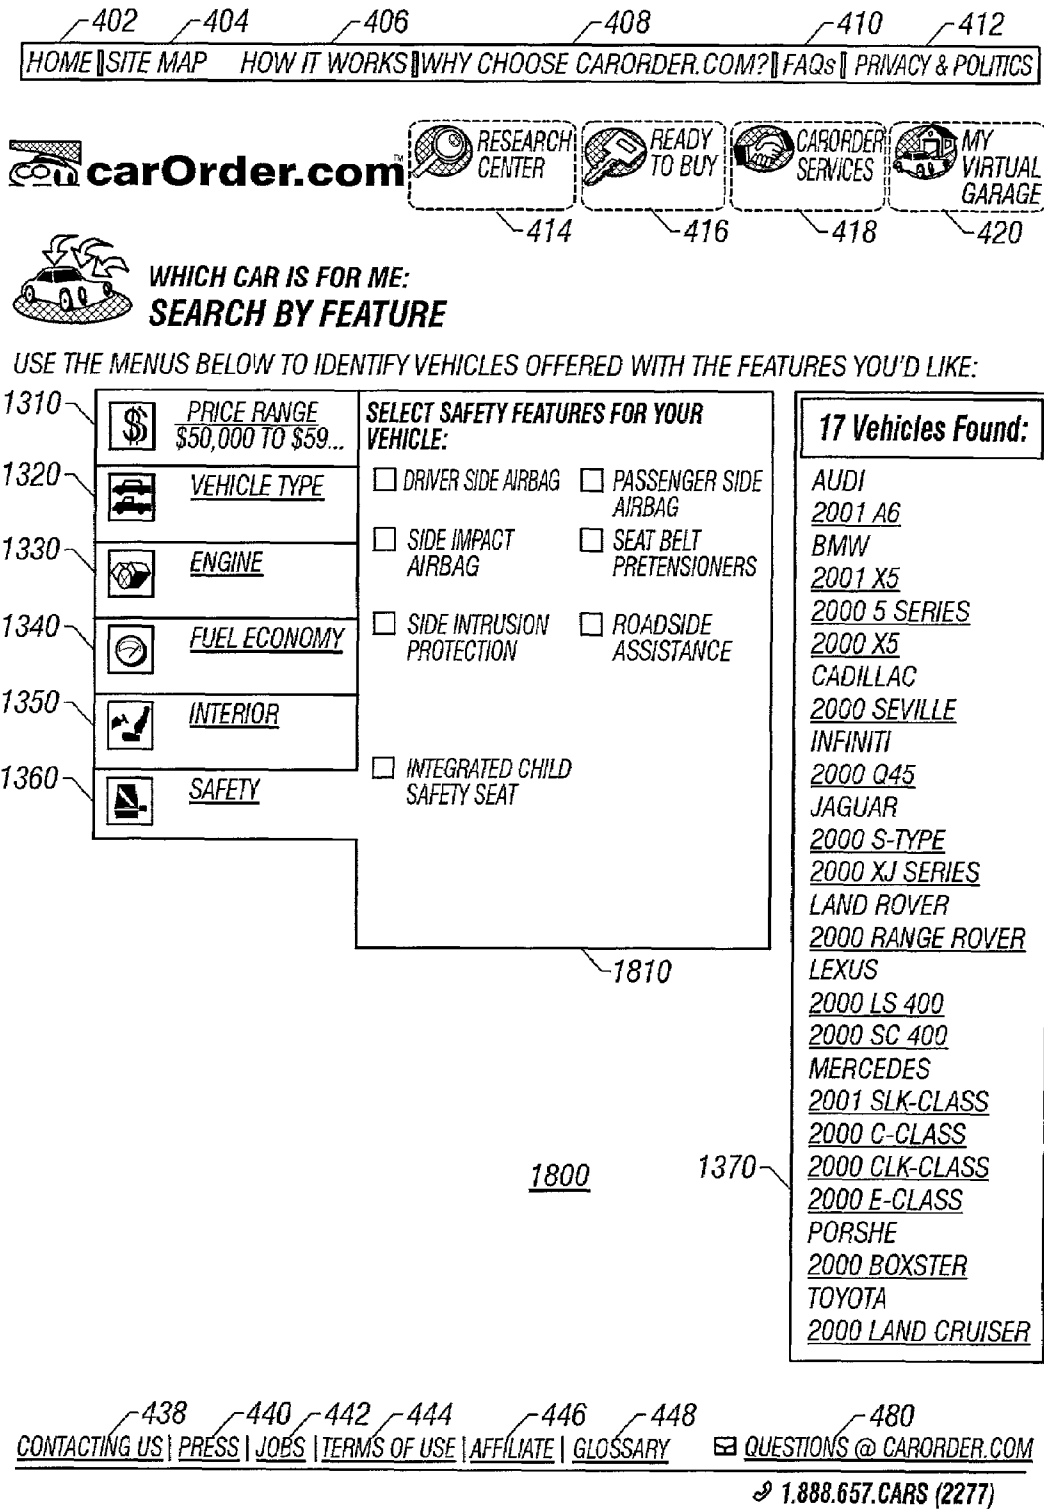 402 404 406 408 410 412
HOME SITE MAP HOW IT WORKS WHY CHOOSE CARORDER.COM? FAQs PRIVACY & POLITICS
carOrder.com™
RESEARCH CENTER
READY TO BUY
CARORDER SERVICES
MY VIRTUAL GARAGE
414 416 418 420
WHICH CAR IS FOR ME:
SEARCH BY FEATURE
USE THE MENUS BELOW TO IDENTIFY VEHICLES OFFERED WITH THE FEATURES YOU'D LIKE:
1310
$
PRICE RANGE
$50,000 TO $59...
1320
VEHICLE TYPE
1330
ENGINE
1340
FUEL ECONOMY
1350
INTERIOR
1360
SAFETY
SELECT SAFETY FEATURES FOR YOUR
VEHICLE:
DRIVER SIDE AIRBAG
PASSENGER SIDE
AIRBAG
SIDE IMPACT
AIRBAG
SEAT BELT
PRETENSIONERS
SIDE INTRUSION
PROTECTION
ROADSIDE
ASSISTANCE
INTEGRATED CHILD
SAFETY SEAT
1810
17 Vehicles Found:
AUDI
2001 A6
BMW
2001 X5
2000 5 SERIES
2000 X5
CADILLAC
2000 SEVILLE
INFINITI
2000 Q45
JAGUAR
2000 S-TYPE
2000 XJ SERIES
LAND ROVER
2000 RANGE ROVER
LEXUS
2000 LS 400
2000 SC 400
MERCEDES
2001 SLK-CLASS
2000 C-CLASS
2000 CLK-CLASS
2000 E-CLASS
PORSHE
2000 BOXSTER
TOYOTA
2000 LAND CRUISER
1370
1800
438 440 442 444 446 448 480
CONTACTING US | PRESS | JOBS | TERMS OF USE | AFFILIATE | GLOSSARY QUESTIONS @ CARORDER.COM
1.888.657.CARS (2277)